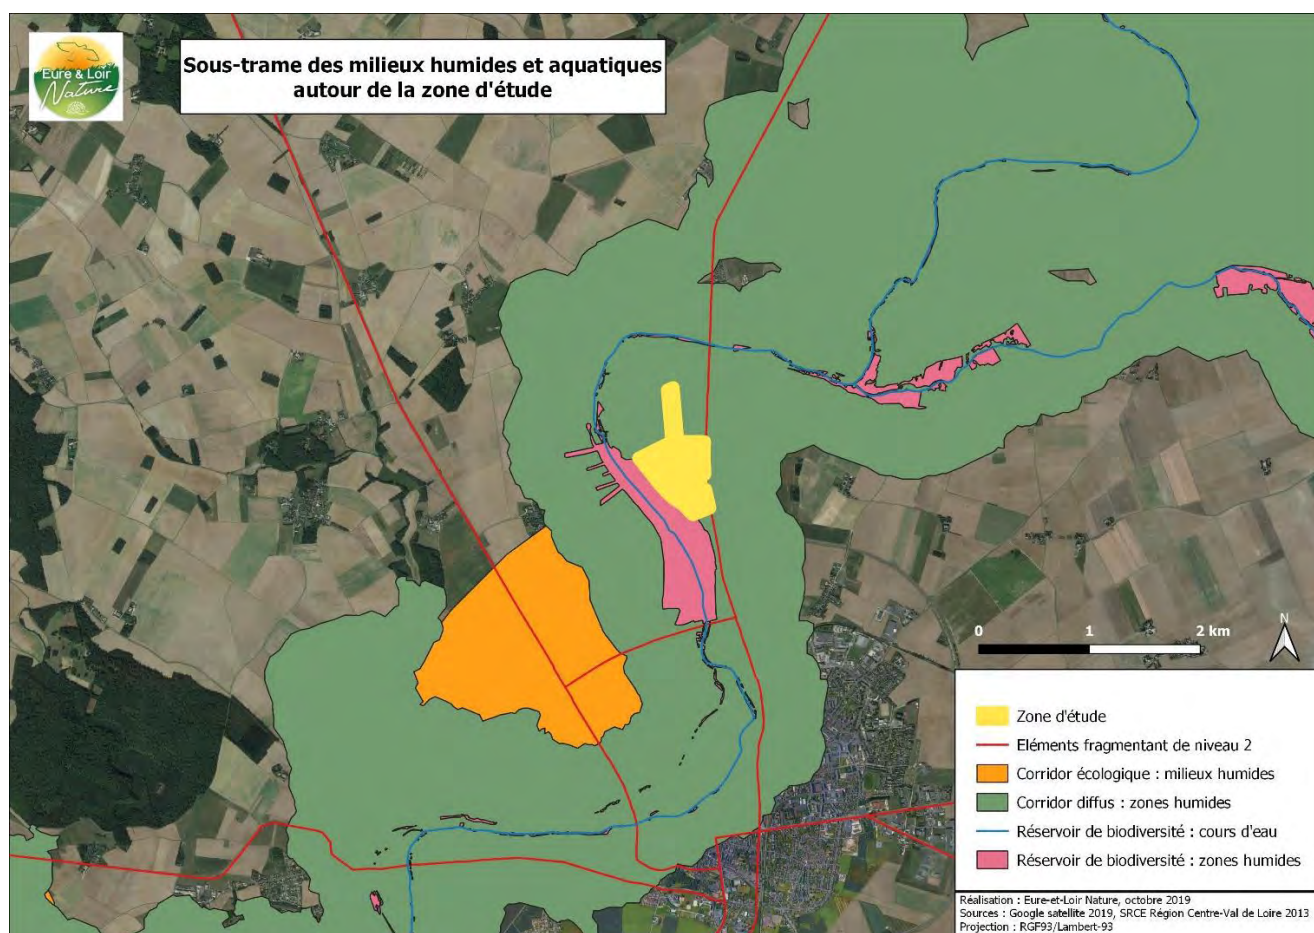 Eure & Loir
Nature
Sous-trame des milieux humides et aquatiques
autour de la zone d'étude
N
0 1 2 km
Zone d'étude
Eléments fragmentant de niveau 2
Corridor écologique : milieux humides
Corridor diffus : zones humides
Réservoir de biodiversité : cours d'eau
Réservoir de biodiversité : zones humides
Réalisation : Eure-et-Loir Nature, octobre 2019
Sources : Google satellite 2019, SRCE Région Centre-Val de Loire 2013
Projection : RGF93/Lambert-93